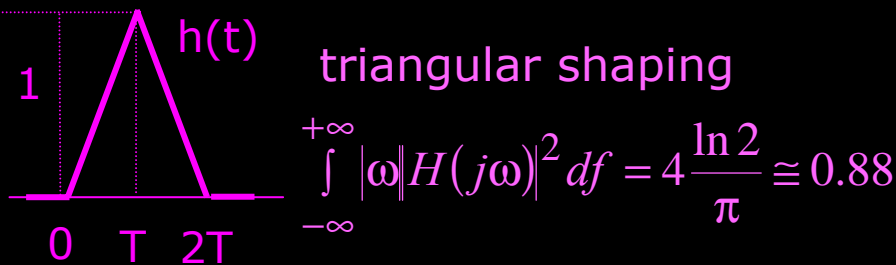 h(t)
1
0 T 2T
triangular shaping
+∞
∫ |ω||H(jω)|² df = 4 ln 2 / π ≅ 0.88
−∞